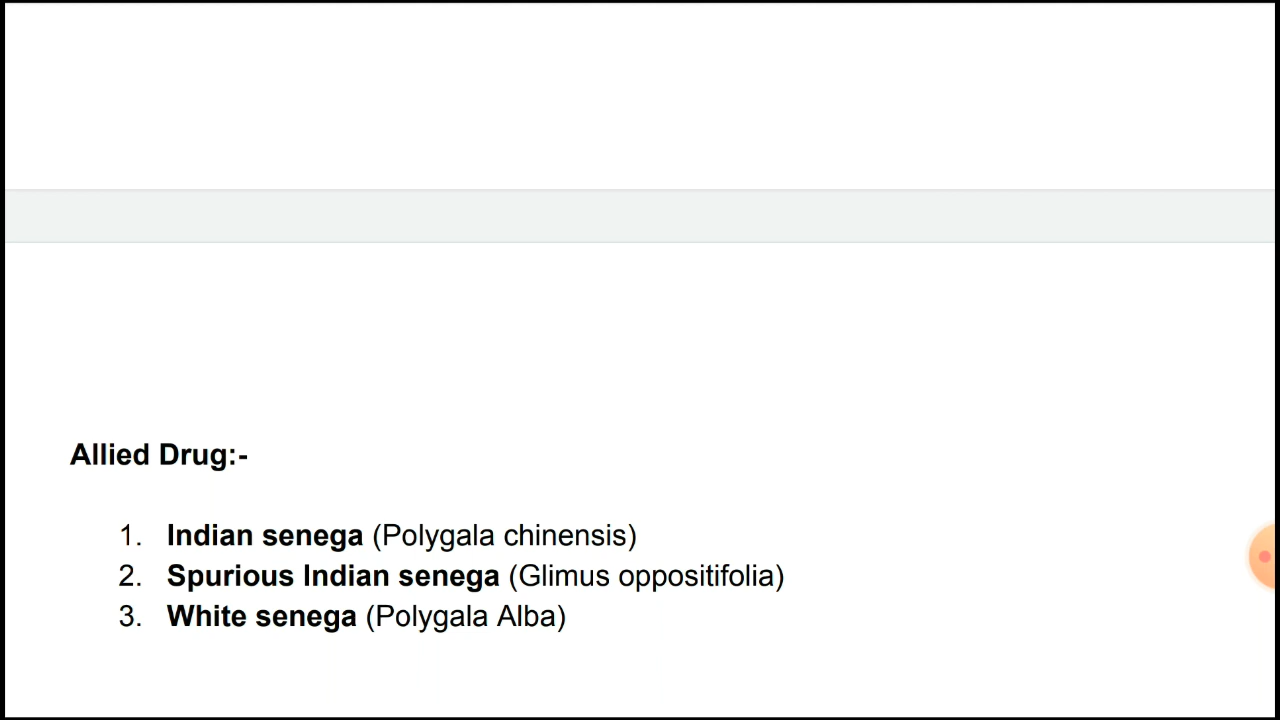 Allied Drug:-
1. Indian senega (Polygala chinensis)
2. Spurious Indian senega (Glimus oppositifolia)
3. White senega (Polygala Alba)